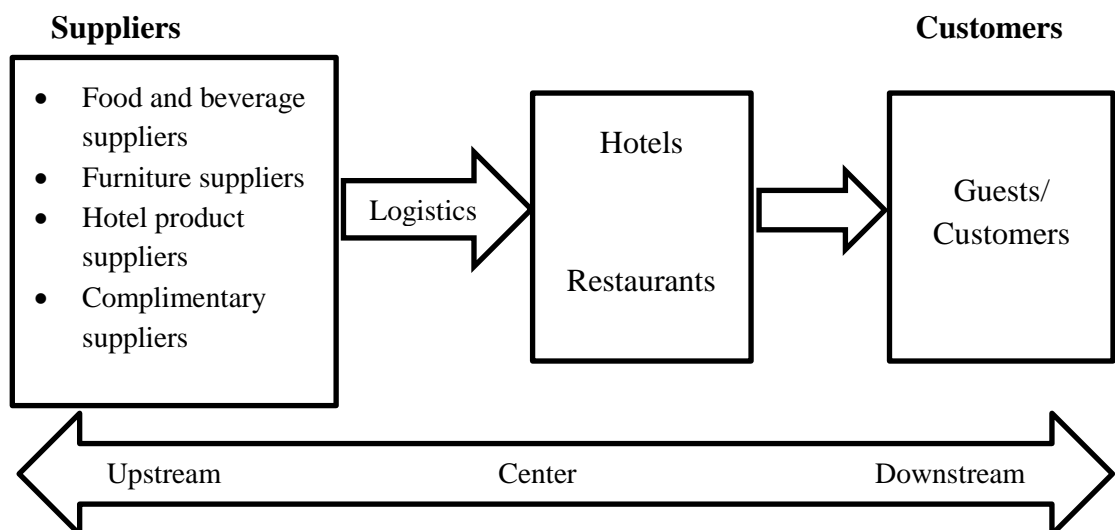 Suppliers
Customers
• Food and beverage
suppliers
• Furniture suppliers
• Hotel product
suppliers
• Complimentary
suppliers
Logistics
Hotels
Restaurants
Guests/
Customers
Upstream
Center
Downstream